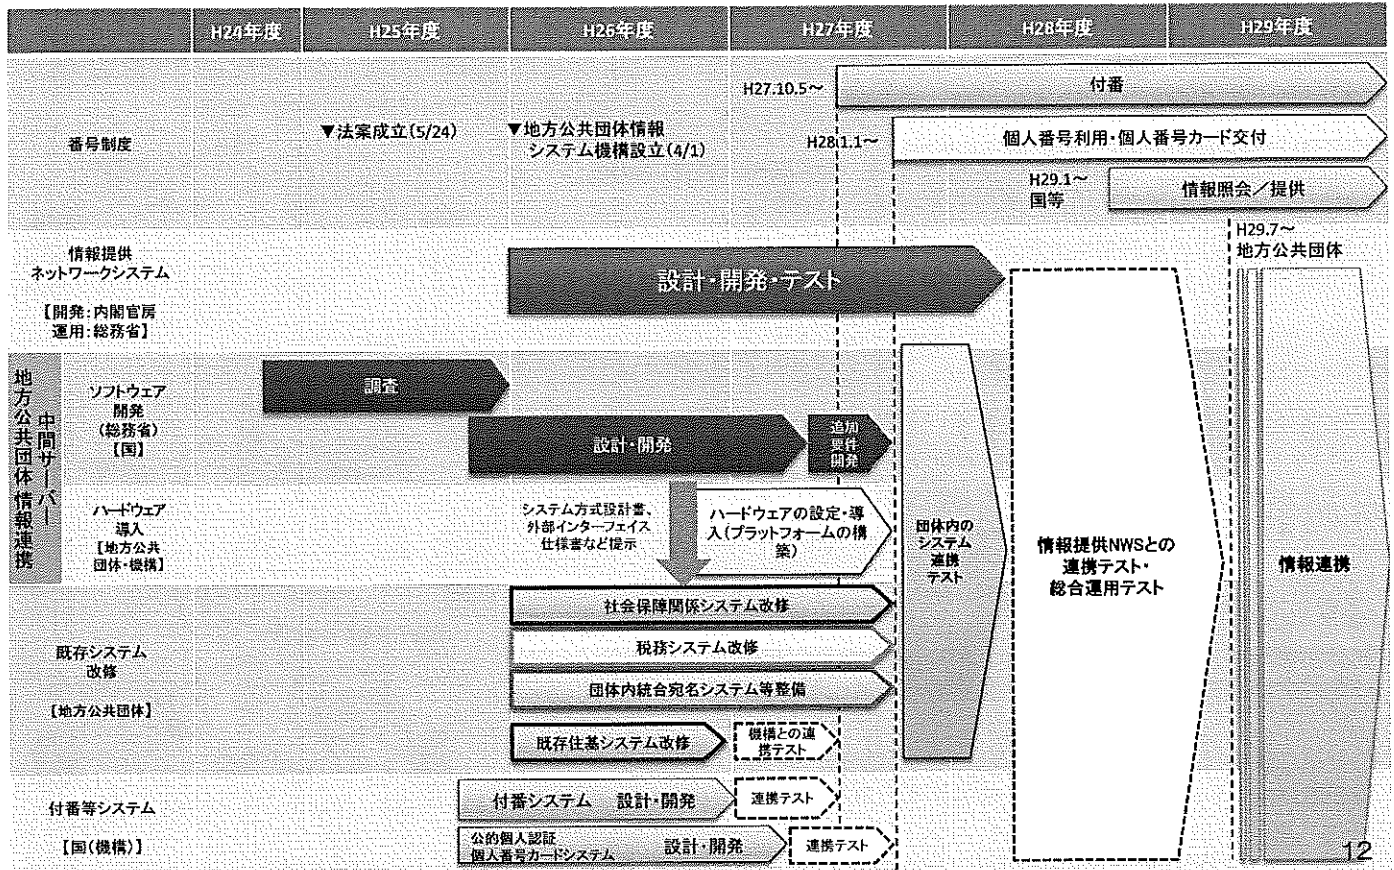 H24年度
H25年度
H26年度
H27年度
H28年度
H29年度
番号制度
▼法案成立(5/24)
▼地方公共団体情報
システム機構設立(4/1)
H27.10.5～
付番
H28.1.1～
個人番号利用・個人番号カード交付
H29.1～
国等
情報照会／提供
H29.7～
地方公共団体
情報提供
ネットワークシステム
【開発:内閣官房
運用:総務省】
設計・開発・テスト
地方公共団体情報連携
中間サーバー
ソフトウェア
開発
(総務省)
【国】
調査
設計・開発
追加
要件
開発
ハードウェア
導入
【地方公共
団体・機構】
システム方式設計書、
外部インターフェイス
仕様書など提示
ハードウェアの設定・導
入(プラットフォームの構
築)
団体内の
システム
連携
テスト
情報提供NWSとの
連携テスト・
総合運用テスト
情報連携
既存システム
改修
【地方公共団体】
社会保障関係システム改修
税務システム改修
団体内統合宛名システム等整備
既存住基システム改修
機構との連
携テスト
付番等システム
【国(機構)】
付番システム 設計・開発
連携テスト
公的個人認証
個人番号カードシステム 設計・開発
連携テスト
12